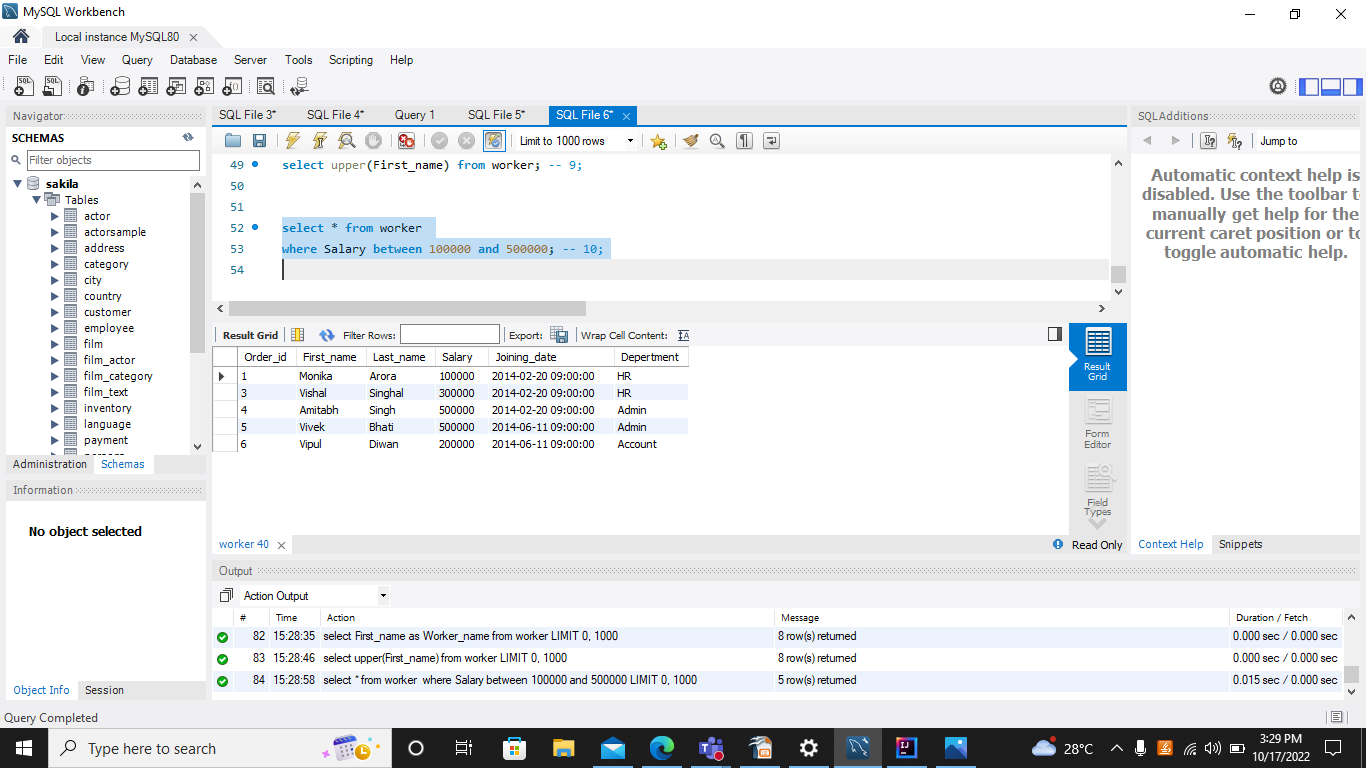 MySQL Workbench
Local instance MySQL80
File Edit View Query Database Server Tools Scripting Help
Navigator
SCHEMAS
Filter objects
sakila
Tables
actor
actorsample
address
category
city
country
customer
employee
film
film_actor
film_category
film_text
inventory
language
payment
Administration Schemas
Information
No object selected
Object Info Session
SQL File 3* SQL File 4* Query 1 SQL File 5* SQL File 6*
Limit to 1000 rows
49 select upper(First_name) from worker; -- 9;
50
51
52 select * from worker
53 where Salary between 100000 and 500000; -- 10;
54
Result Grid Filter Rows: Export: Wrap Cell Content:
Order_id First_name Last_name Salary Joining_date Depertment
1 Monika Arora 100000 2014-02-20 09:00:00 HR
3 Vishal Singhal 300000 2014-02-20 09:00:00 HR
4 Amitabh Singh 500000 2014-02-20 09:00:00 Admin
5 Vivek Bhati 500000 2014-06-11 09:00:00 Admin
6 Vipul Diwan 200000 2014-06-11 09:00:00 Account
Result
Grid
Form
Editor
Field
Types
worker 40
Read Only
SQLAdditions
Jump to
Automatic context help is
disabled. Use the toolbar t
manually get help for the
current caret position or to
toggle automatic help.
Context Help Snippets
Output
Action Output
# Time Action Message Duration / Fetch
82 15:28:35 select First_name as Worker_name from worker LIMIT 0, 1000 8 row(s) returned 0.000 sec / 0.000 sec
83 15:28:46 select upper(First_name) from worker LIMIT 0, 1000 8 row(s) returned 0.000 sec / 0.000 sec
84 15:28:58 select * from worker where Salary between 100000 and 500000 LIMIT 0, 1000 5 row(s) returned 0.015 sec / 0.000 sec
Query Completed
Type here to search
28°C
3:29 PM
10/17/2022